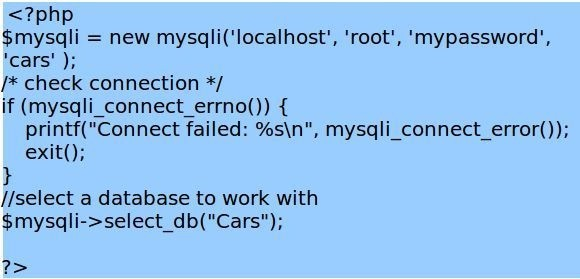 <?php
$mysqli = new mysqli('localhost', 'root', 'mypassword',
'cars' );
/* check connection */
if (mysqli_connect_errno()) {
    printf("Connect failed: %s\n", mysqli_connect_error());
    exit();
}
//select a database to work with
$mysqli->select_db("Cars");
?>